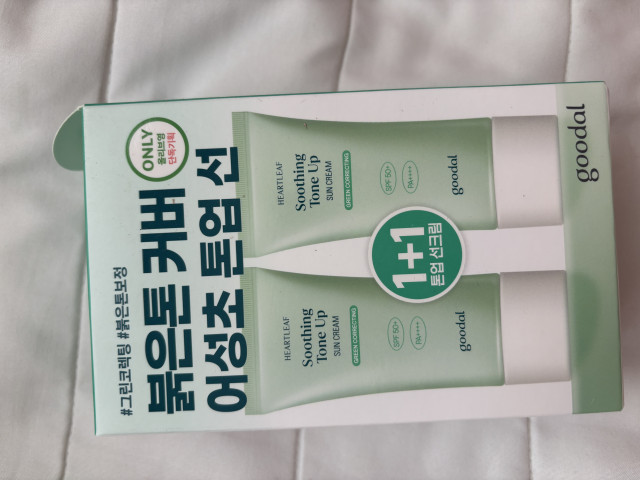 #그린코렉팅 #붉은톤보정
붉은톤 커버
어성초 톤업 선
ONLY
올리브영
단독기획
HEARTLEAF
Soothing
Tone Up
SUN CREAM
GREEN CORRECTING
SPF 50+
PA++++
goodal
HEARTLEAF
Soothing
Tone Up
SUN CREAM
GREEN CORRECTING
SPF 50+
PA++++
goodal
1+1
톤업 선크림
goodal